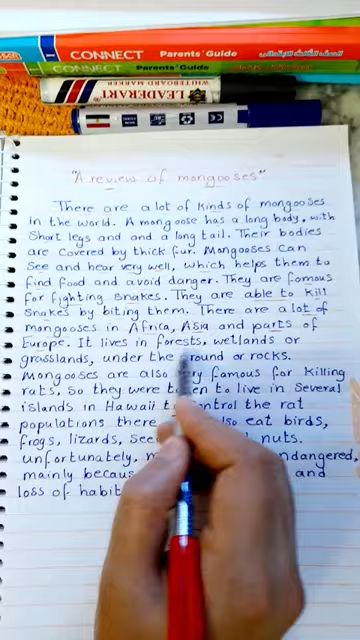 CONNECT Parents' Guide
CONNECT Parents' Guide
LEADERART WHITEBOARD MARKER
"A review of mongooses"
There are a lot of kinds of mongooses
in the world. A mongoose has a long body, with
short legs and and a long tail. Their bodies
are covered by thick fur. Mongooses can
see and hear very well, which helps them to
find food and avoid danger. They are famous
for fighting snakes. They are able to kill
snakes by biting them. There are a lot of
mongooses in Africa, Asia and parts of
Europe. It lives in forests, wetlands or
grasslands, under the ground or rocks.
Mongooses are also very famous for killing
rats. So they were taken to live in several
islands in Hawaii to control the rat
populations there also eat birds,
frogs, lizards, nuts.
unfortunately, endangered,
mainly and
loss of